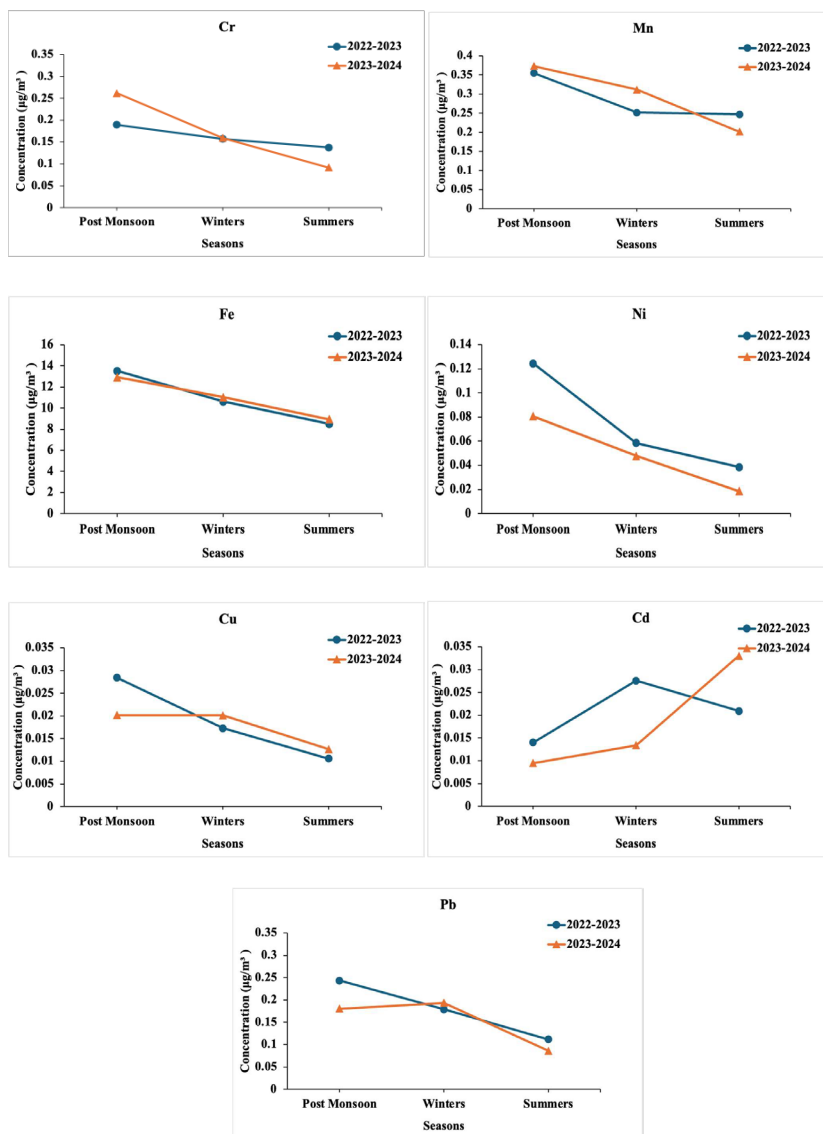 Cr
2022-2023
2023-2024
Concentration (µg/m³ )
0.35
0.3
0.25
0.2
0.15
0.1
0.05
0
Post Monsoon Winters Summers
Seasons
Mn
2022-2023
2023-2024
Concentration (µg/m³ )
0.4
0.35
0.3
0.25
0.2
0.15
0.1
0.05
0
Post Monsoon Winters Summers
Seasons
Fe
2022-2023
2023-2024
Concentration (µg/m³ )
16
14
12
10
8
6
4
2
0
Post Monsoon Winters Summers
Seasons
Ni
2022-2023
2023-2024
Concentration (µg/m³ )
0.14
0.12
0.1
0.08
0.06
0.04
0.02
0
Post Monsoon Winters Summers
Seasons
Cu
2022-2023
2023-2024
Concentration (µg/m³ )
0.035
0.03
0.025
0.02
0.015
0.01
0.005
0
Post Monsoon Winters Summers
Seasons
Cd
2022-2023
2023-2024
Concentration (µg/m³ )
0.035
0.03
0.025
0.02
0.015
0.01
0.005
0
Post Monsoon Winters Summers
Seasons
Pb
2022-2023
2023-2024
Concentration (µg/m³ )
0.35
0.3
0.25
0.2
0.15
0.1
0.05
0
Post Monsoon Winters Summers
Seasons